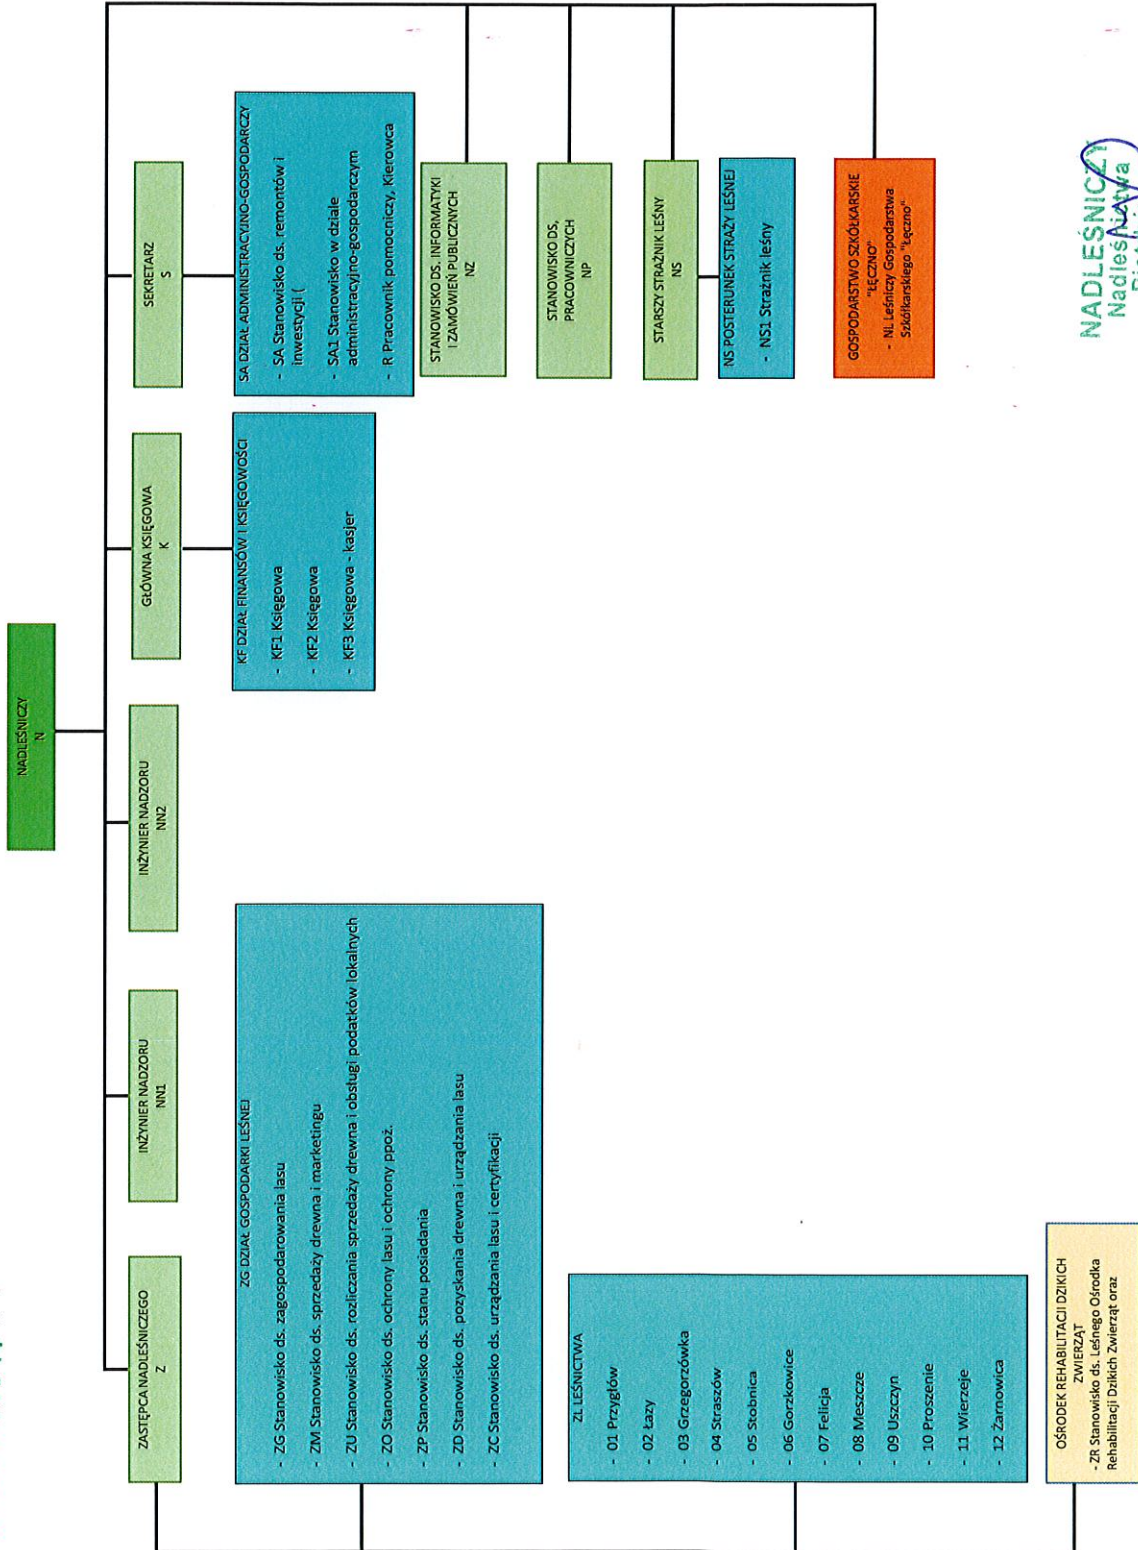 NADLEŚNICZY
N
ZASTĘPCA NADLEŚNICZEGO
Z
INŻYNIER NADZORU
NN1
INŻYNIER NADZORU
NN2
GŁÓWNA KSIĘGOWA
K
SEKRETARZ
S
ZG DZIAŁ GOSPODARKI LEŚNEJ
- ZG Stanowisko ds. zagospodarowania lasu
- ZM Stanowisko ds. sprzedaży drewna i marketingu
- ZU Stanowisko ds. rozliczania sprzedaży drewna i obsługi podatków lokalnych
- ZO Stanowisko ds. ochrony lasu i ochrony ppoż.
- ZP Stanowisko ds. stanu posiadania
- ZD Stanowisko ds. pozyskania drewna i urządzania lasu
- ZC Stanowisko ds. urządzania lasu i certyfikacji
ZL LEŚNICTWA
- 01 Przygłów
- 02 Łazy
- 03 Grzegorzówka
- 04 Straszów
- 05 Stobnica
- 06 Gorzkowice
- 07 Felicja
- 08 Meszcze
- 09 Uszczyn
- 10 Proszenie
- 11 Wierzeje
- 12 Żarnowica
OŚRODEK REHABILITACJI DZIKICH
ZWIERZĄT
- ZR Stanowisko ds. Leśnego Ośrodka
Rehabilitacji Dzikich Zwierząt oraz
KF DZIAŁ FINANSÓW I KSIĘGOWOŚCI
- KF1 Księgowa
- KF2 Księgowa
- KF3 Księgowa - kasjer
SA DZIAŁ ADMINISTRACYJNO-GOSPODARCZY
- SA Stanowisko ds. remontów i
inwestycji (
- SA1 Stanowisko w dziale
administracyjno-gospodarczym
- R Pracownik pomocniczy, Kierowca
STANOWISKO DS. INFORMATYKI
I ZAMÓWIEŃ PUBLICZNYCH
NZ
STANOWISKO DS,
PRACOWNICZYCH
NP
STARSZY STRAŻNIK LEŚNY
NS
NS POSTERUNEK STRAŻY LEŚNEJ
- NS1 Strażnik leśny
GOSPODARSTWO SZKÓŁKARSKIE
"ŁĘCZNO"
- NL Leśniczy Gospodarstwa
Szkółkarskiego "Łęczno"
NADLEŚNICZY
Nadleśnictwa